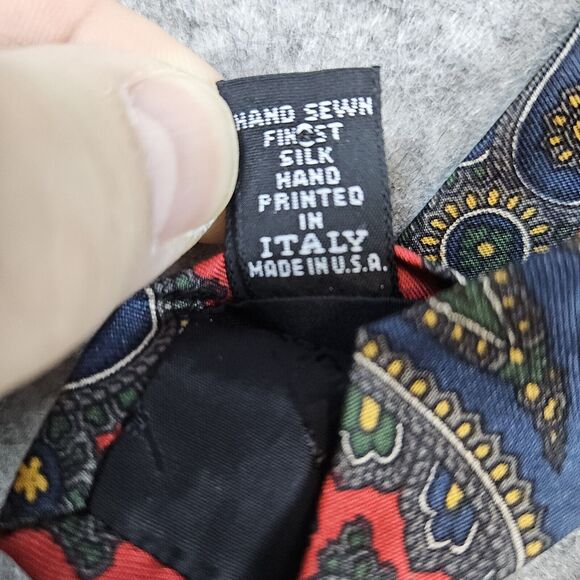 HAND SEWN
FINEST
SILK
HAND
PRINTED
IN
ITALY
MADE IN U.S.A.